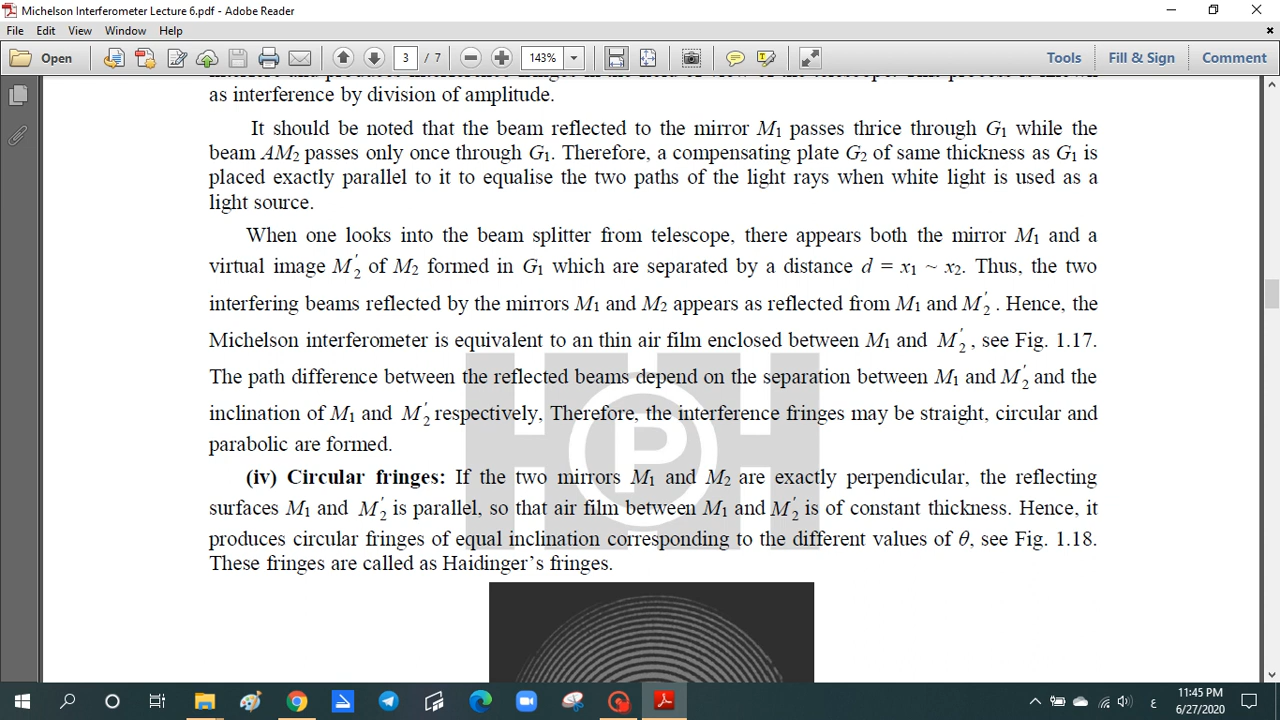 Michelson Interferometer Lecture 6.pdf - Adobe Reader
File Edit View Window Help
Open 3 / 7 143% Tools Fill & Sign Comment
as interference by division of amplitude.
It should be noted that the beam reflected to the mirror M₁ passes thrice through G₁ while the
beam AM₂ passes only once through G₁. Therefore, a compensating plate G₂ of same thickness as G₁ is
placed exactly parallel to it to equalise the two paths of the light rays when white light is used as a
light source.
When one looks into the beam splitter from telescope, there appears both the mirror M₁ and a
virtual image M₂′ of M₂ formed in G₁ which are separated by a distance d = x₁ ~ x₂. Thus, the two
interfering beams reflected by the mirrors M₁ and M₂ appears as reflected from M₁ and M₂′. Hence, the
Michelson interferometer is equivalent to an thin air film enclosed between M₁ and M₂′, see Fig. 1.17.
The path difference between the reflected beams depend on the separation between M₁ and M₂′ and the
inclination of M₁ and M₂′ respectively, Therefore, the interference fringes may be straight, circular and
parabolic are formed.
(iv) Circular fringes: If the two mirrors M₁ and M₂ are exactly perpendicular, the reflecting
surfaces M₁ and M₂′ is parallel, so that air film between M₁ and M₂′ is of constant thickness. Hence, it
produces circular fringes of equal inclination corresponding to the different values of θ, see Fig. 1.18.
These fringes are called as Haidinger's fringes.
H P H
ع 11:45 PM
6/27/2020